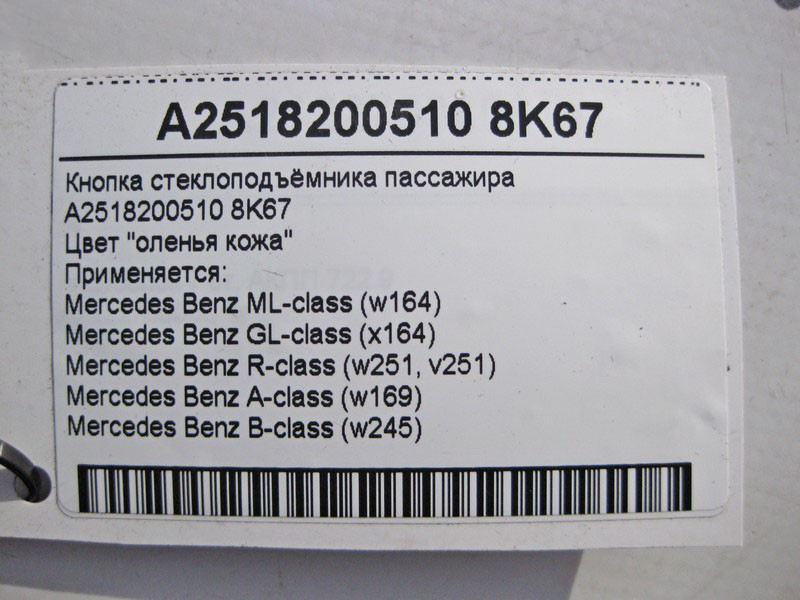 A2518200510 8K67
Кнопка стеклоподъёмника пассажира
A2518200510 8K67
Цвет "оленья кожа"
Применяется:
Mercedes Benz ML-class (w164)
Mercedes Benz GL-class (x164)
Mercedes Benz R-class (w251, v251)
Mercedes Benz A-class (w169)
Mercedes Benz B-class (w245)